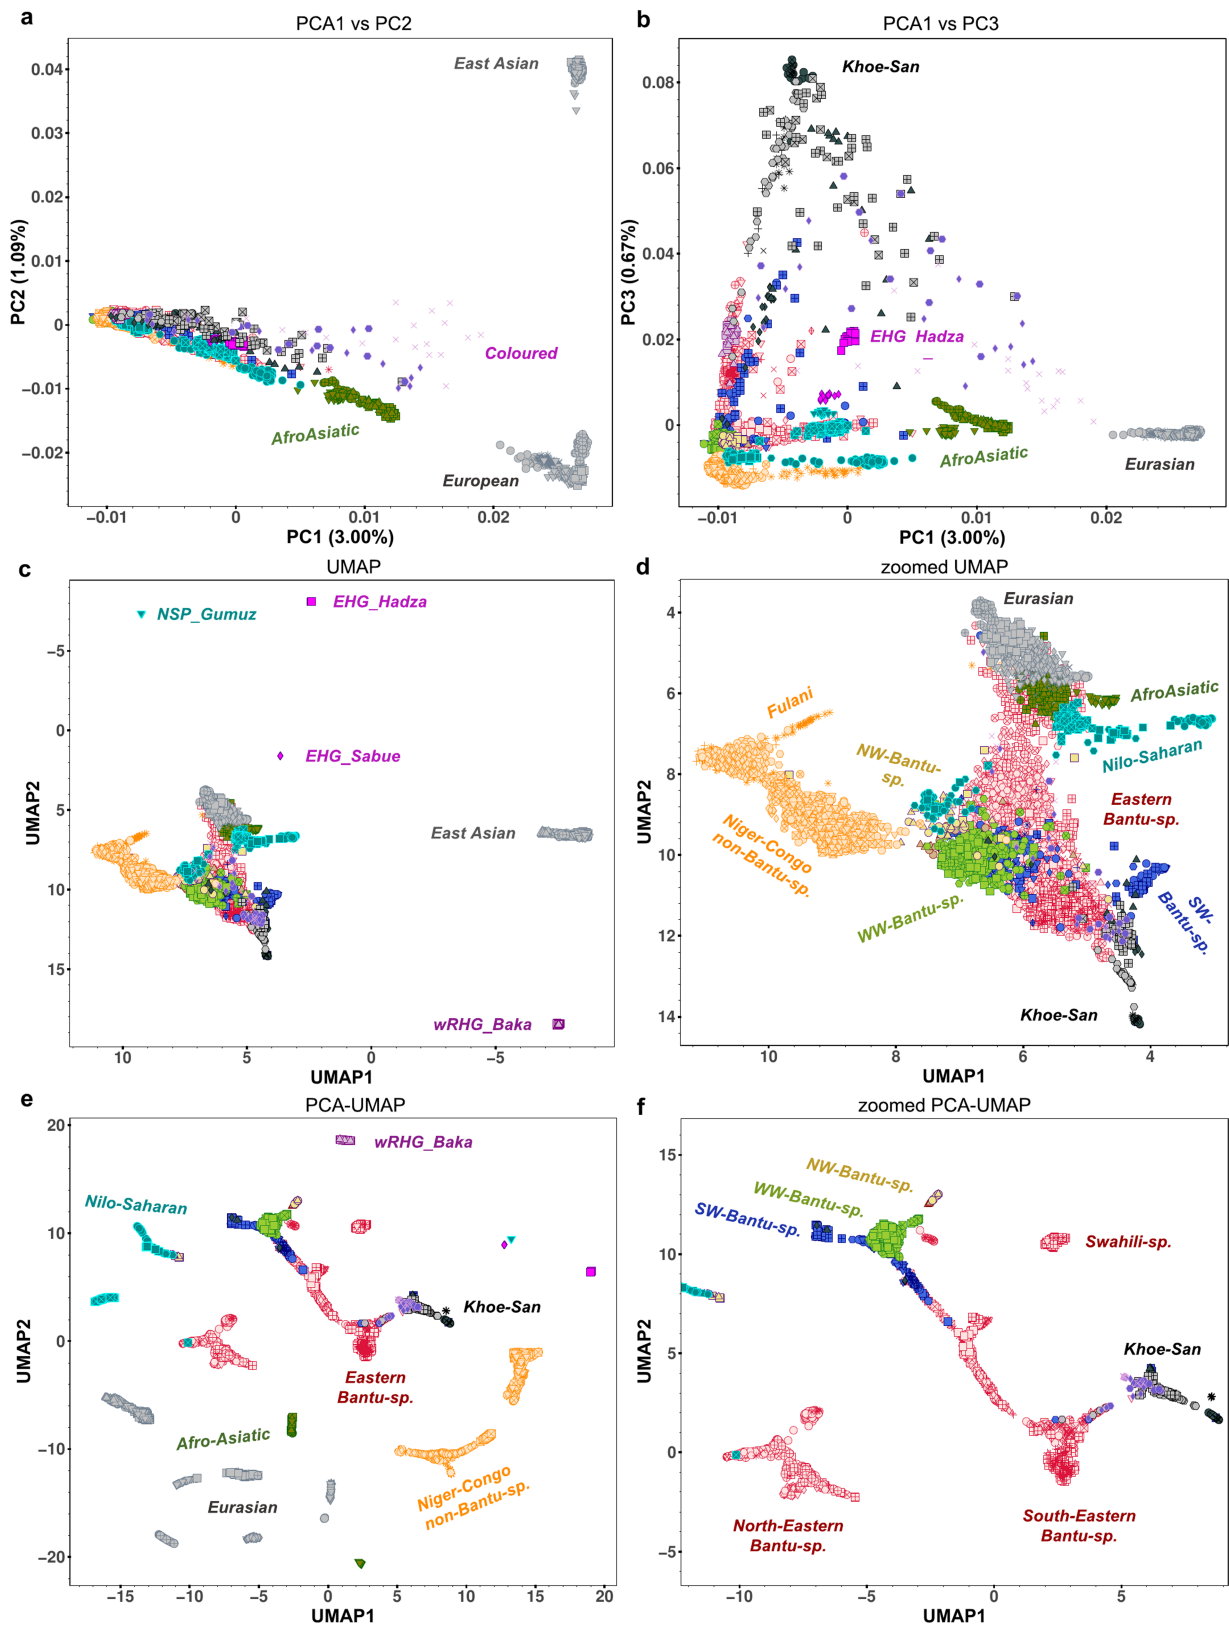 a
PCA1 vs PC2
East Asian
Coloured
AfroAsiatic
European
0.04
0.03
0.02
0.01
0
−0.01
−0.02
PC2 (1.09%)
−0.01
0
0.01
0.02
PC1 (3.00%)
b
PCA1 vs PC3
Khoe-San
EHG_Hadza
AfroAsiatic
Eurasian
0.08
0.06
0.04
0.02
0
PC3 (0.67%)
−0.01
0
0.01
0.02
PC1 (3.00%)
c
UMAP
NSP_Gumuz
EHG_Hadza
EHG_Sabue
East Asian
wRHG_Baka
−5
0
5
10
15
UMAP2
10
5
0
−5
UMAP1
d
zoomed UMAP
Eurasian
AfroAsiatic
Fulani
Nilo-Saharan
NW-Bantu-
sp.
Eastern
Bantu-sp.
Niger-Congo
non-Bantu-sp.
WW-Bantu-sp.
SW-
Bantu-sp.
Khoe-San
4
6
8
10
12
14
UMAP2
10
8
6
4
UMAP1
e
PCA-UMAP
wRHG_Baka
Nilo-Saharan
Khoe-San
Eastern
Bantu-sp.
Afro-Asiatic
Eurasian
Niger-Congo
non-Bantu-sp.
20
10
0
−10
−20
UMAP2
−15
−10
−5
0
5
10
15
20
UMAP1
f
zoomed PCA-UMAP
NW-Bantu-sp.
WW-Bantu-sp.
SW-Bantu-sp.
Swahili-sp.
Khoe-San
North-Eastern
Bantu-sp.
South-Eastern
Bantu-sp.
15
10
5
0
−5
UMAP2
−10
−5
0
5
UMAP1